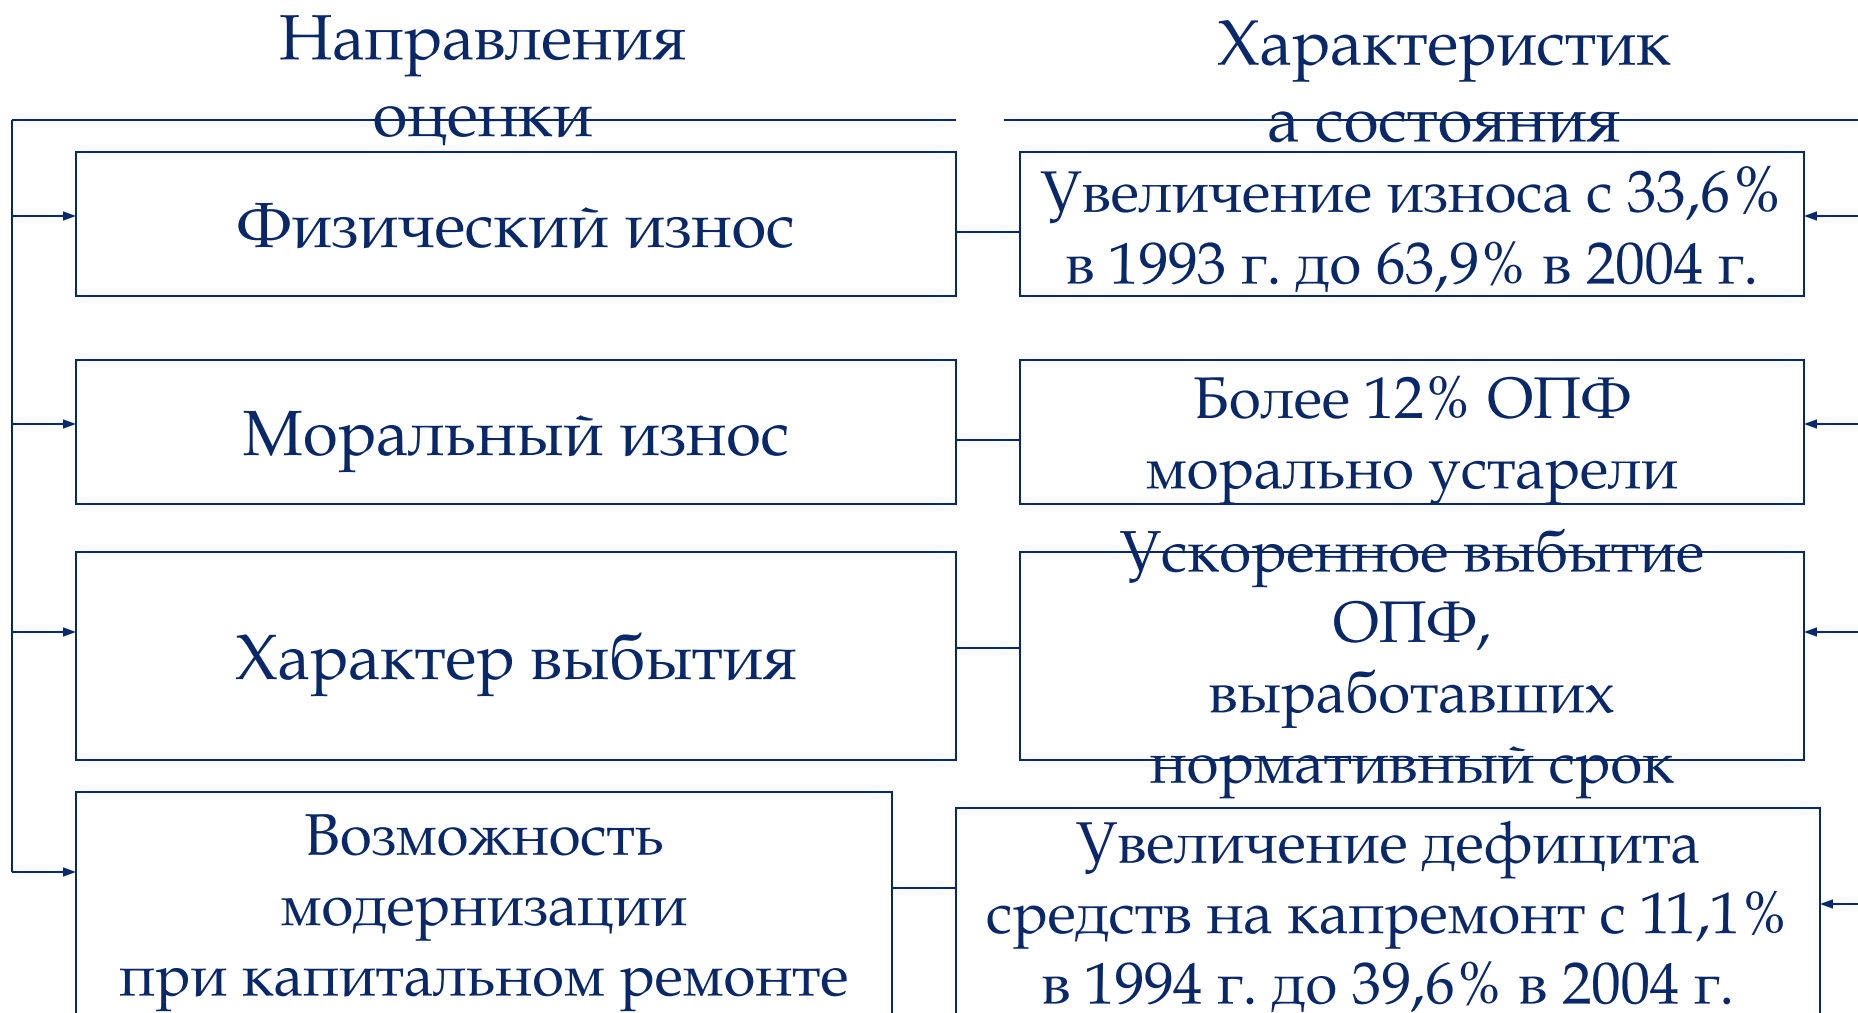 Направления
оценки
Характеристик
а состояния
Физический износ
Увеличение износа с 33,6%
в 1993 г. до 63,9% в 2004 г.
Моральный износ
Более 12% ОПФ
морально устарели
Характер выбытия
Ускоренное выбытие
ОПФ,
выработавших
нормативный срок
Возможность
модернизации
при капитальном ремонте
Увеличение дефицита
средств на капремонт с 11,1%
в 1994 г. до 39,6% в 2004 г.